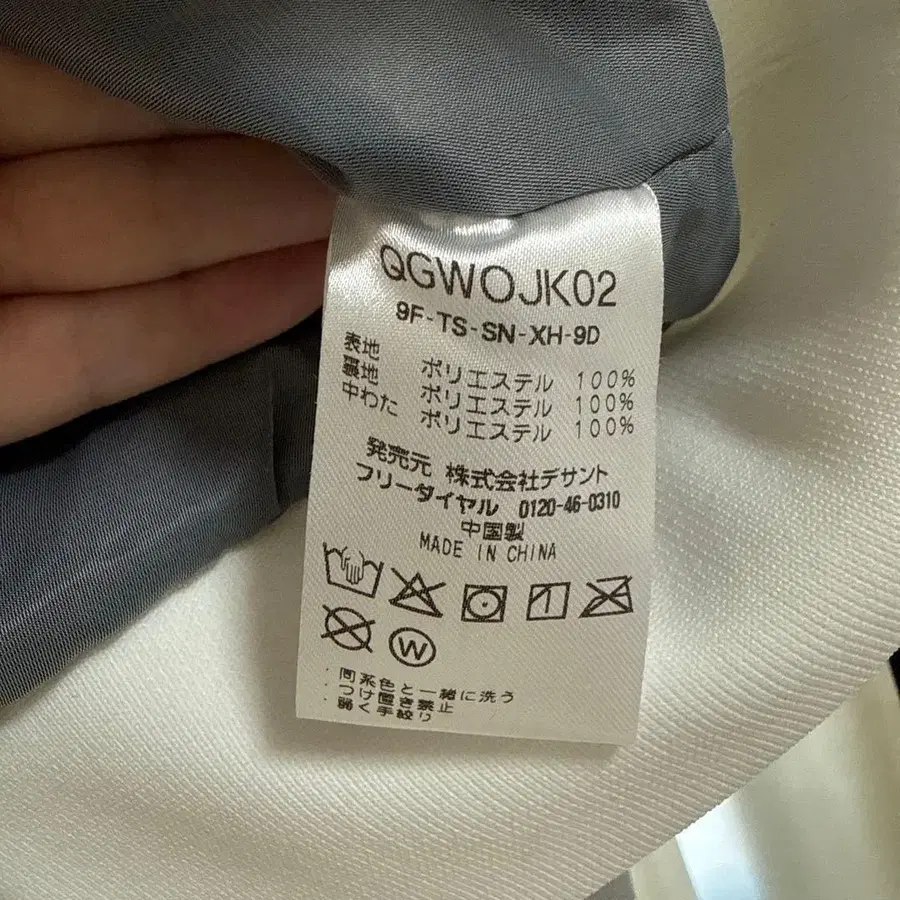 QGWOJK02
9F-TS-SN-XH-9D
表地 ポリエステル 100%
裏地 ポリエステル 100%
中わた ポリエステル 100%
発売元 株式会社デサント
フリーダイヤル 0120-46-0310
中国製
MADE IN CHINA
W
・同系色と一緒に洗う
・つけ置き禁止
・弱く手絞り